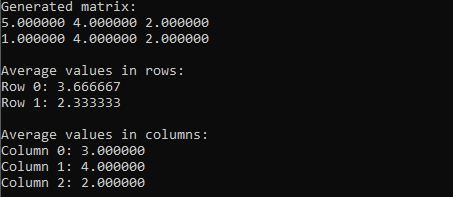 Generated matrix:
5.000000 4.000000 2.000000
1.000000 4.000000 2.000000
Average values in rows:
Row 0: 3.666667
Row 1: 2.333333
Average values in columns:
Column 0: 3.000000
Column 1: 4.000000
Column 2: 2.000000